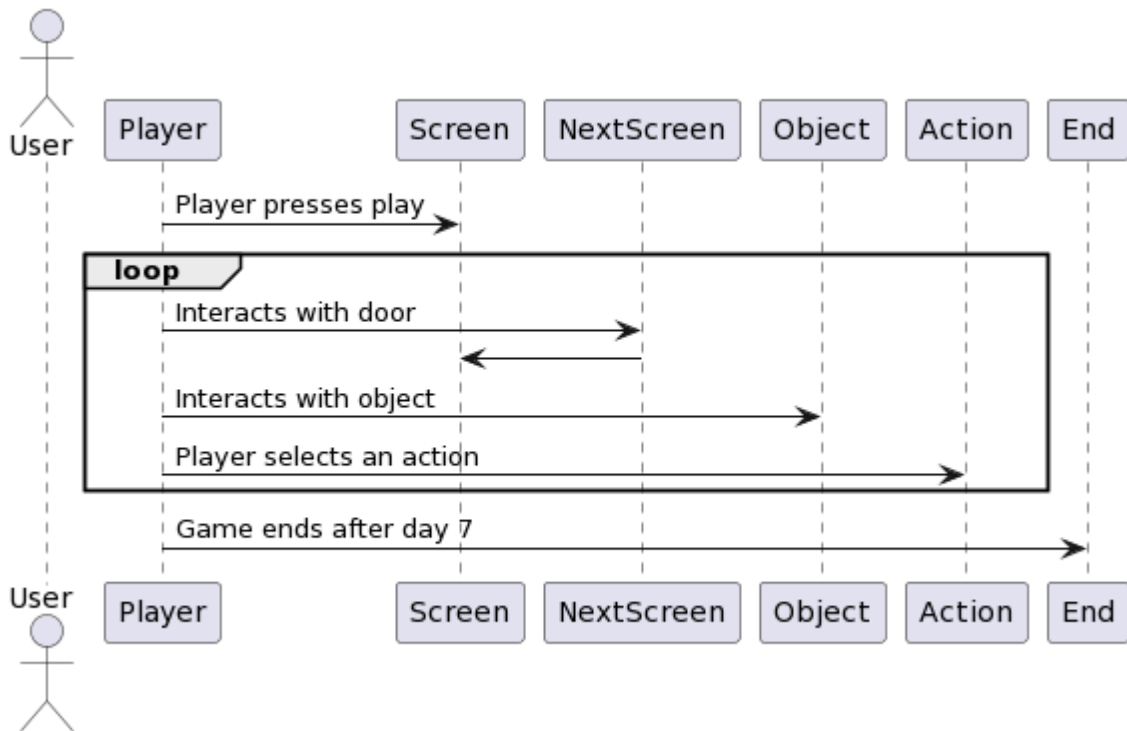 User
Player
Screen
NextScreen
Object
Action
End
Player presses play
loop
Interacts with door
Interacts with object
Player selects an action
Game ends after day 7
User
Player
Screen
NextScreen
Object
Action
End